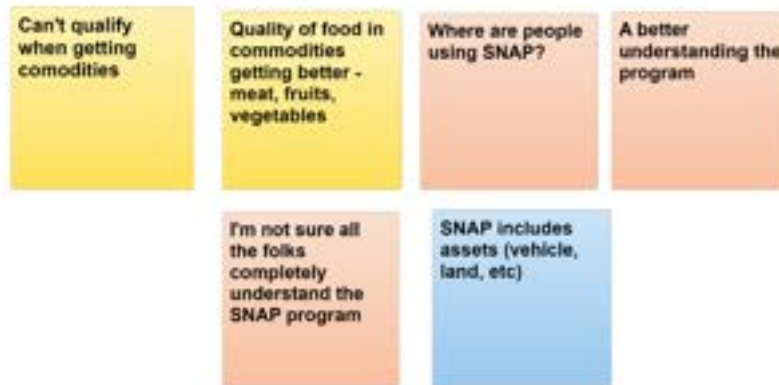 Can't qualify
when getting
comodities
Quality of food in
commodities
getting better -
meat, fruits,
vegetables
Where are people
using SNAP?
A better
understanding the
program
I'm not sure all
the folks
completely
understand the
SNAP program
SNAP includes
assets (vehicle,
land, etc)